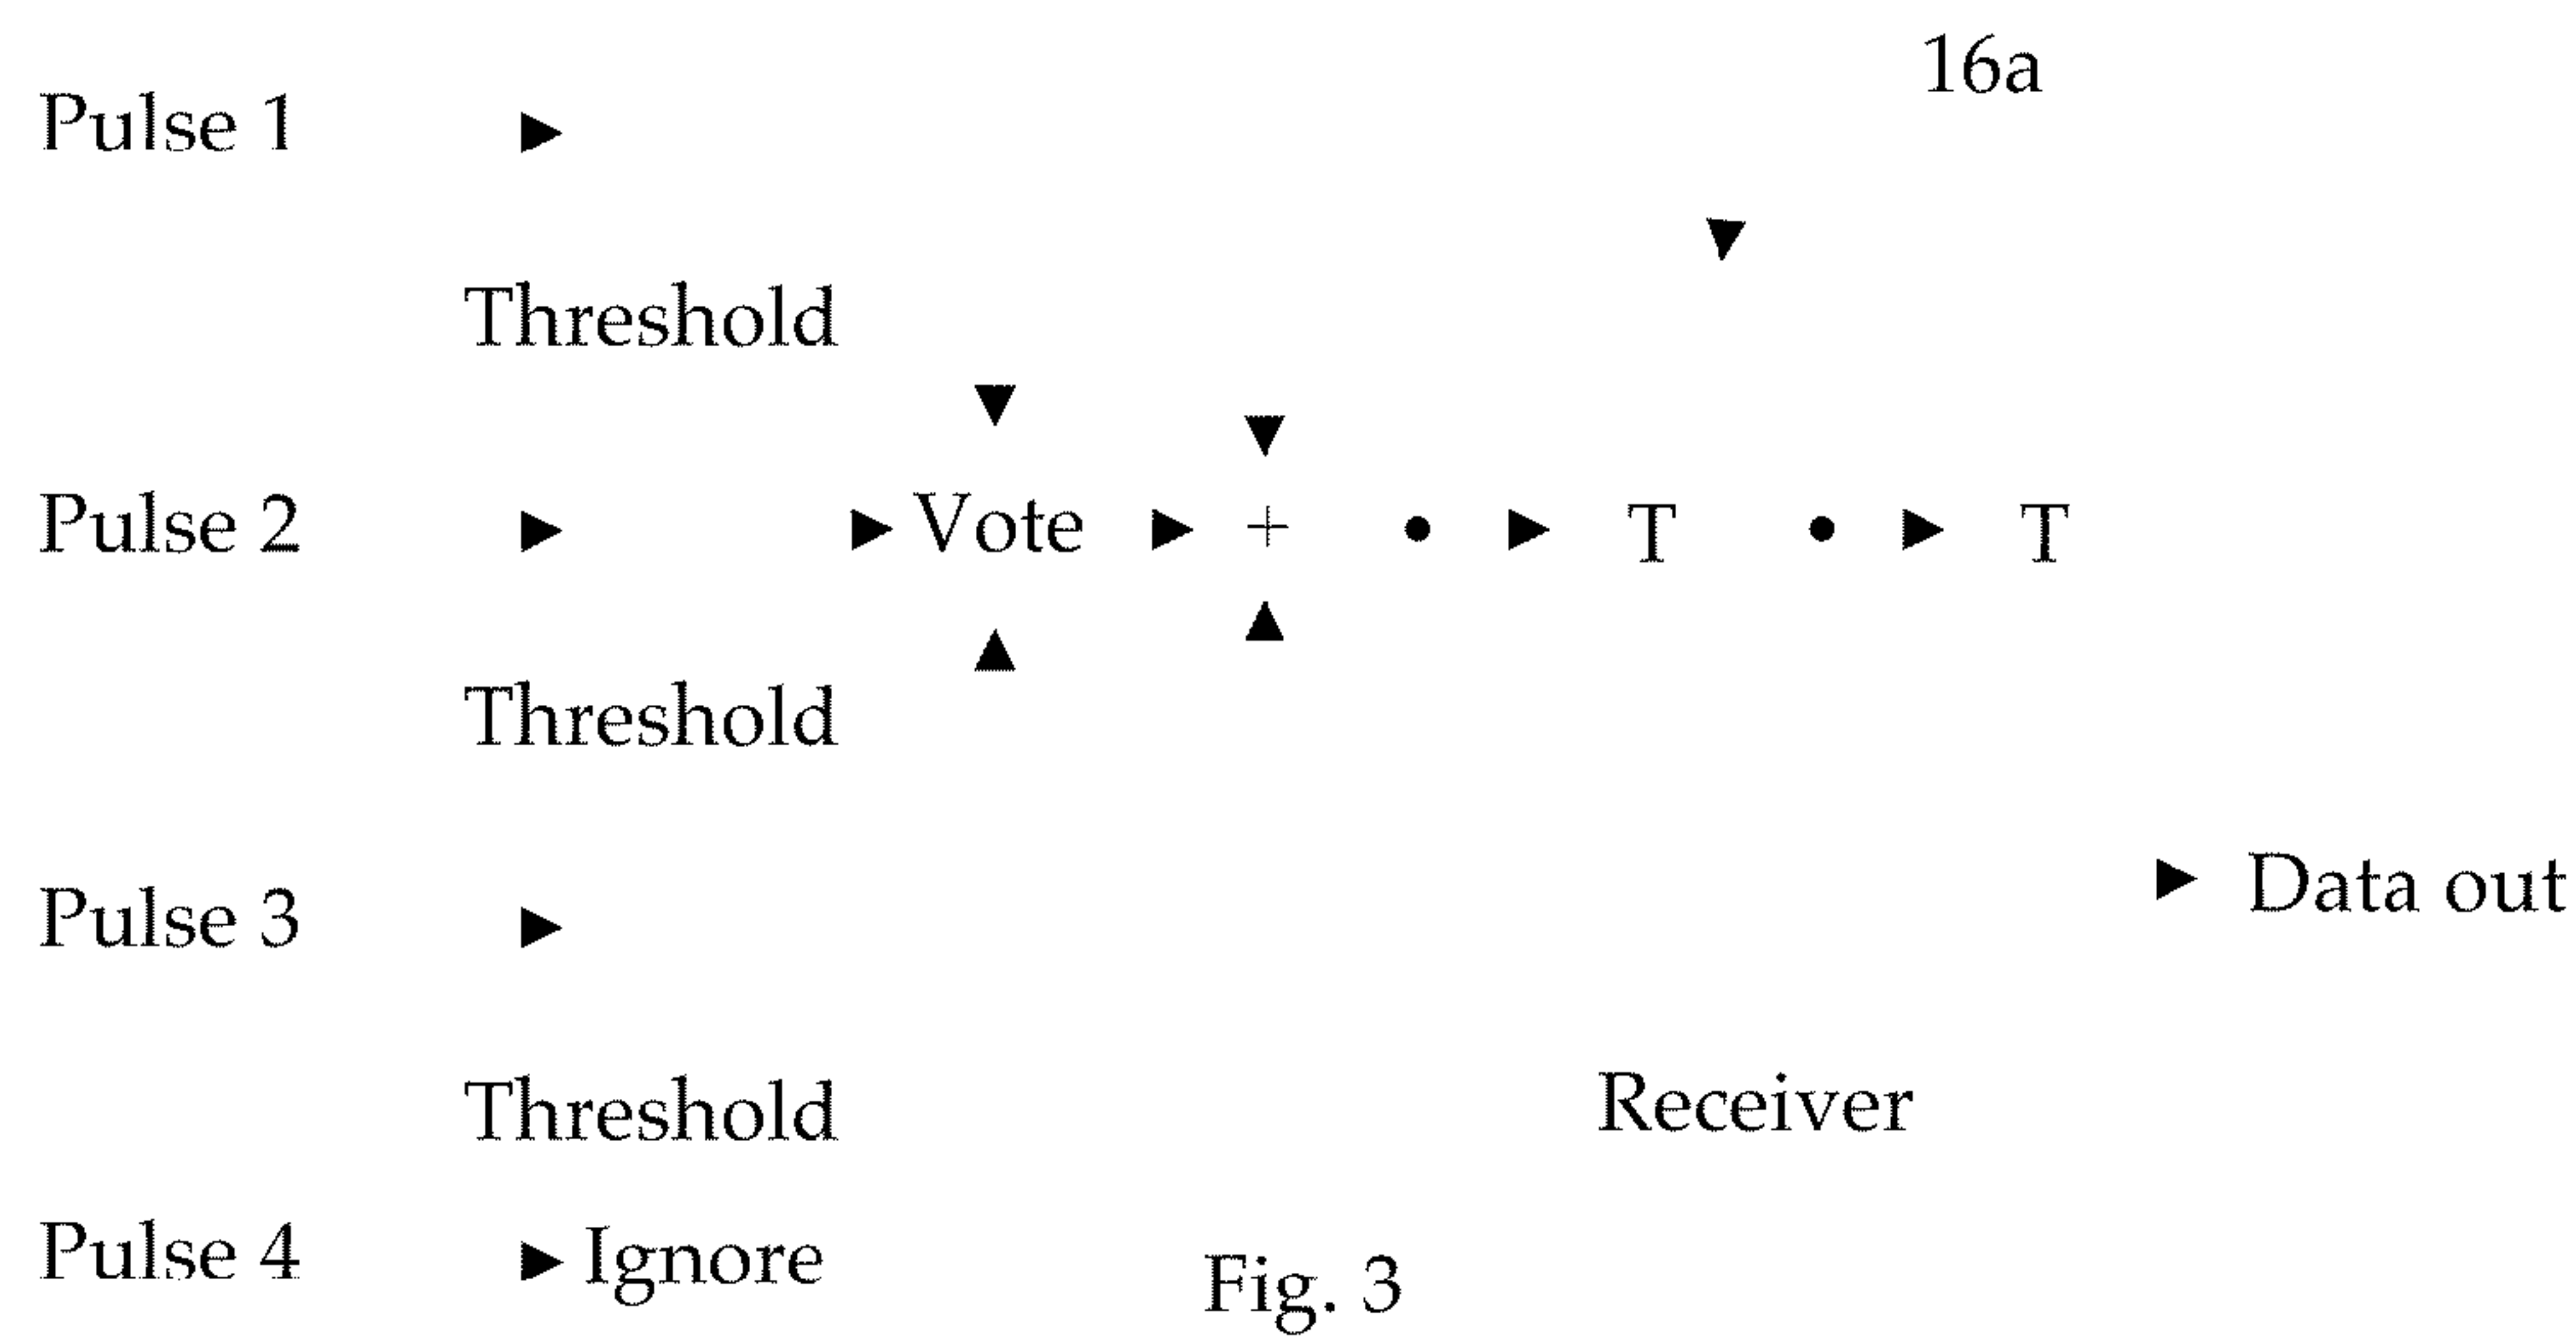 16a
Pulse 1
Threshold
Pulse 2 Vote + T T
Threshold
Pulse 3 Data out
Threshold Receiver
Pulse 4 Ignore Fig. 3